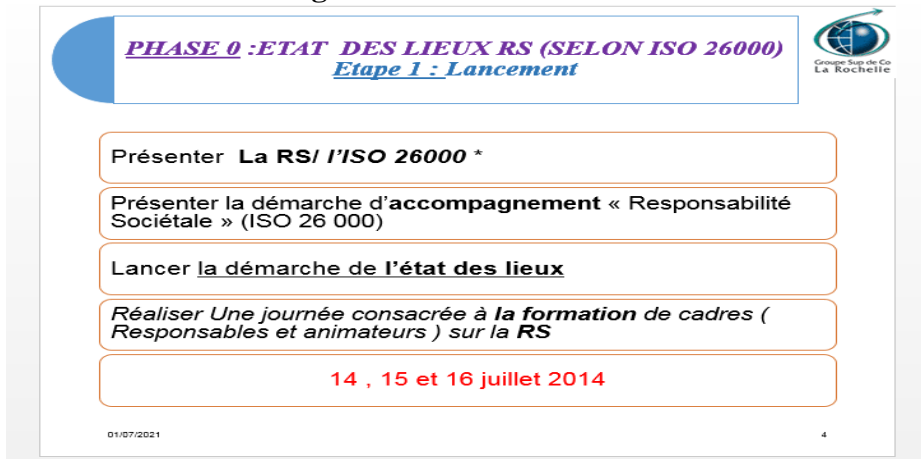 PHASE 0 :ETAT DES LIEUX RS (SELON ISO 26000)
Etape 1 : Lancement
Groupe Sup de Co
La Rochelle
Présenter La RS/ l'ISO 26000 *
Présenter la démarche d'accompagnement « Responsabilité
Sociétale » (ISO 26 000)
Lancer la démarche de l'état des lieux
Réaliser Une journée consacrée à la formation de cadres (
Responsables et animateurs ) sur la RS
14 , 15 et 16 juillet 2014
01/07/2021
4